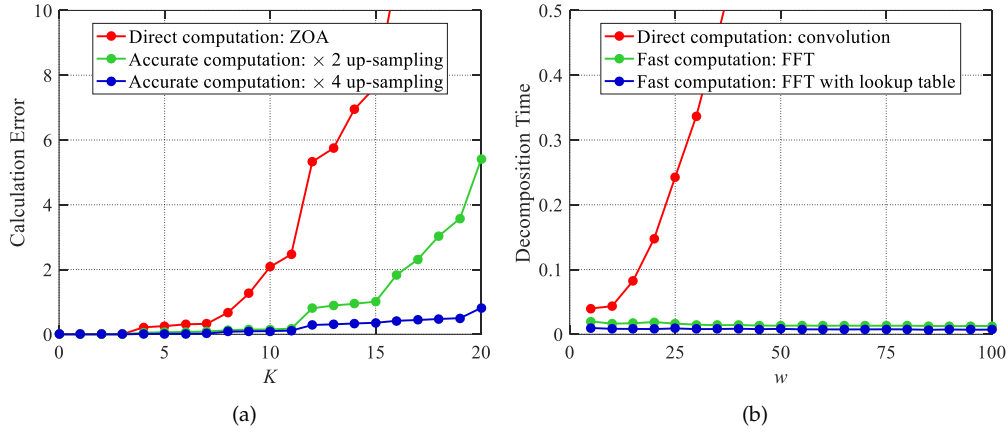 10
8
6
4
2
0
0
5
10
15
20
Calculation Error
K
Direct computation: ZOA
Accurate computation: × 2 up-sampling
Accurate computation: × 4 up-sampling
(a)
0.5
0.4
0.3
0.2
0.1
0
0
25
50
75
100
Decomposition Time
w
Direct computation: convolution
Fast computation: FFT
Fast computation: FFT with lookup table
(b)